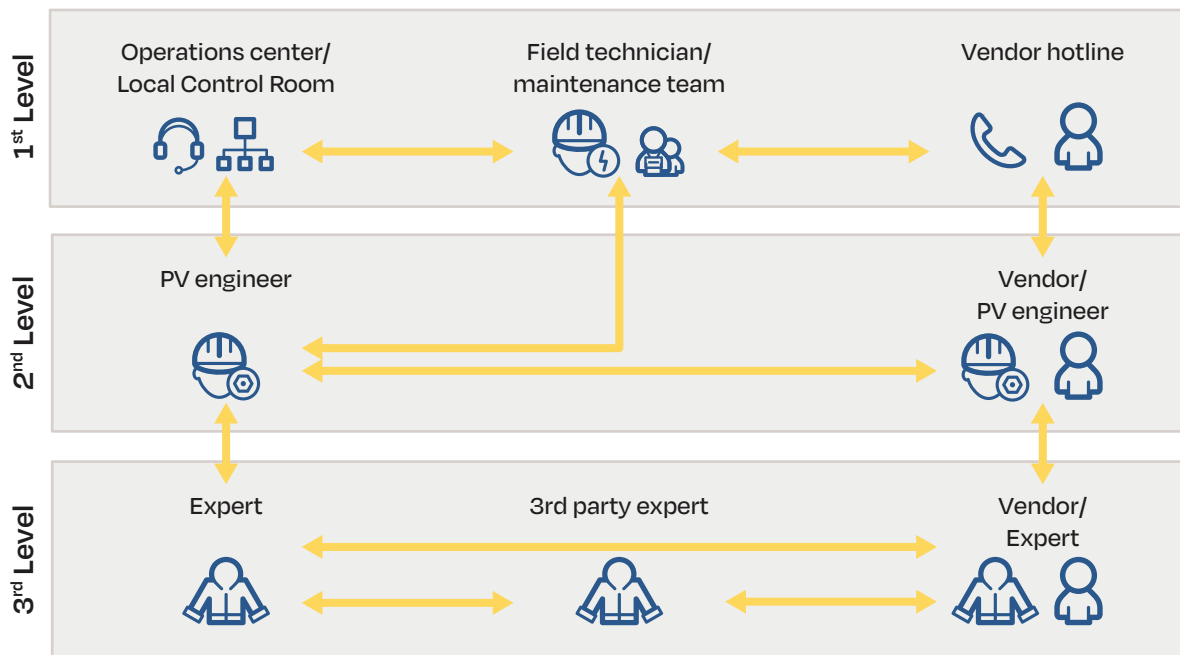 1st Level
Operations center/
Local Control Room
Field technician/
maintenance team
Vendor hotline
2nd Level
PV engineer
Vendor/
PV engineer
3rd Level
Expert
3rd party expert
Vendor/
Expert